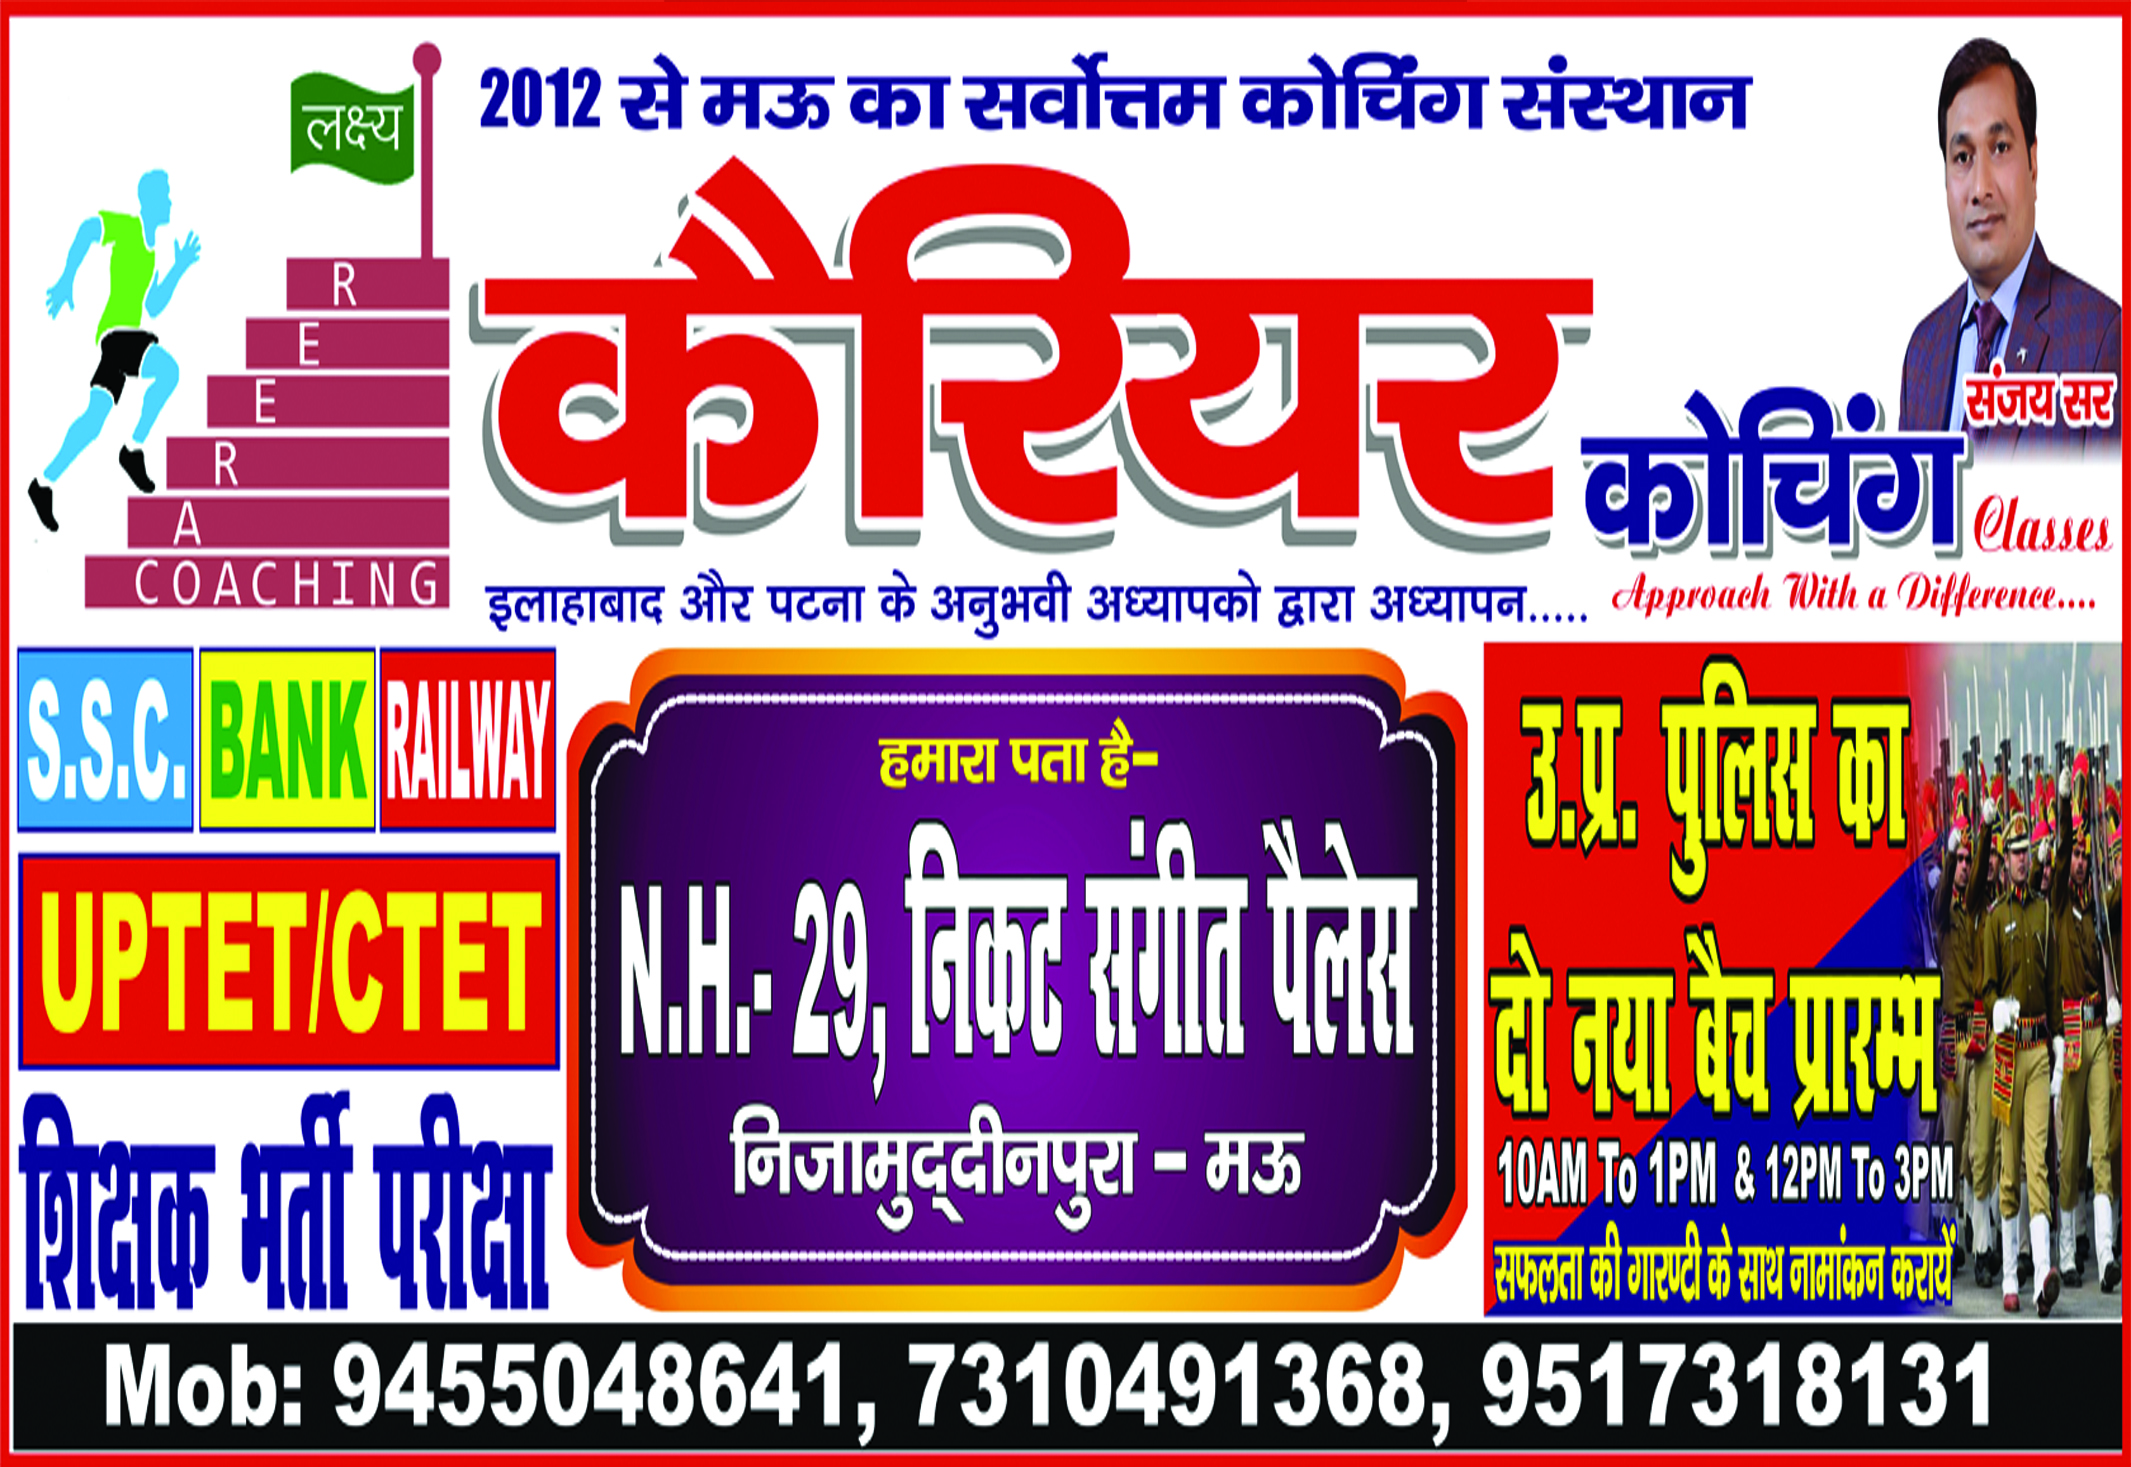 2012 से मऊ का सर्वोत्तम कोचिंग संस्थान
लक्ष्य
R
E
E
R
A
COACHING
कैरियर
कोचिंग
Classes
संजय सर
इलाहाबाद और पटना के अनुभवी अध्यापको द्वारा अध्यापन.....
Approach With a Difference....
S.S.C.
BANK
RAILWAY
UPTET/CTET
शिक्षक भर्ती परीक्षा
हमारा पता है-
N.H.- 29, निकट संगीत पैलेस
निजामुद्दीनपुरा - मऊ
उ.प्र. पुलिस का
दो नया बैच प्रारम्भ
10AM To 1PM & 12PM To 3PM
सफलता की गारण्टी के साथ नामांकन करायें
Mob: 9455048641, 7310491368, 9517318131